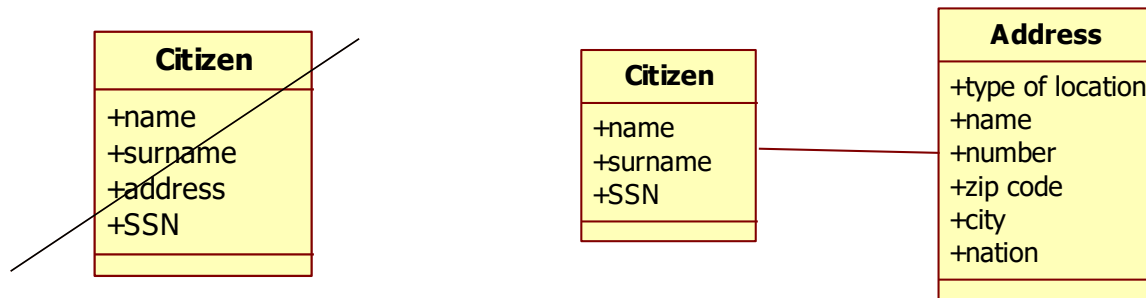 Citizen
+name
+surname
+address
+SSN
Citizen
+name
+surname
+SSN
Address
+type of location
+name
+number
+zip code
+city
+nation